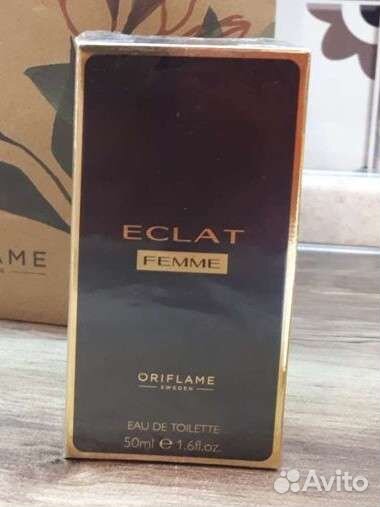 ECLAT
FEMME
AME
ORIFLAME
SWEDEN
EAU DE TOILETTE
50ml e 1.6fl.oz.
Avito